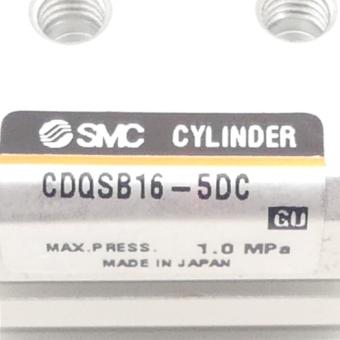 SMC CYLINDER
CDQSB16-5DC
GU
MAX.PRESS. 1.0 MPa
MADE IN JAPAN